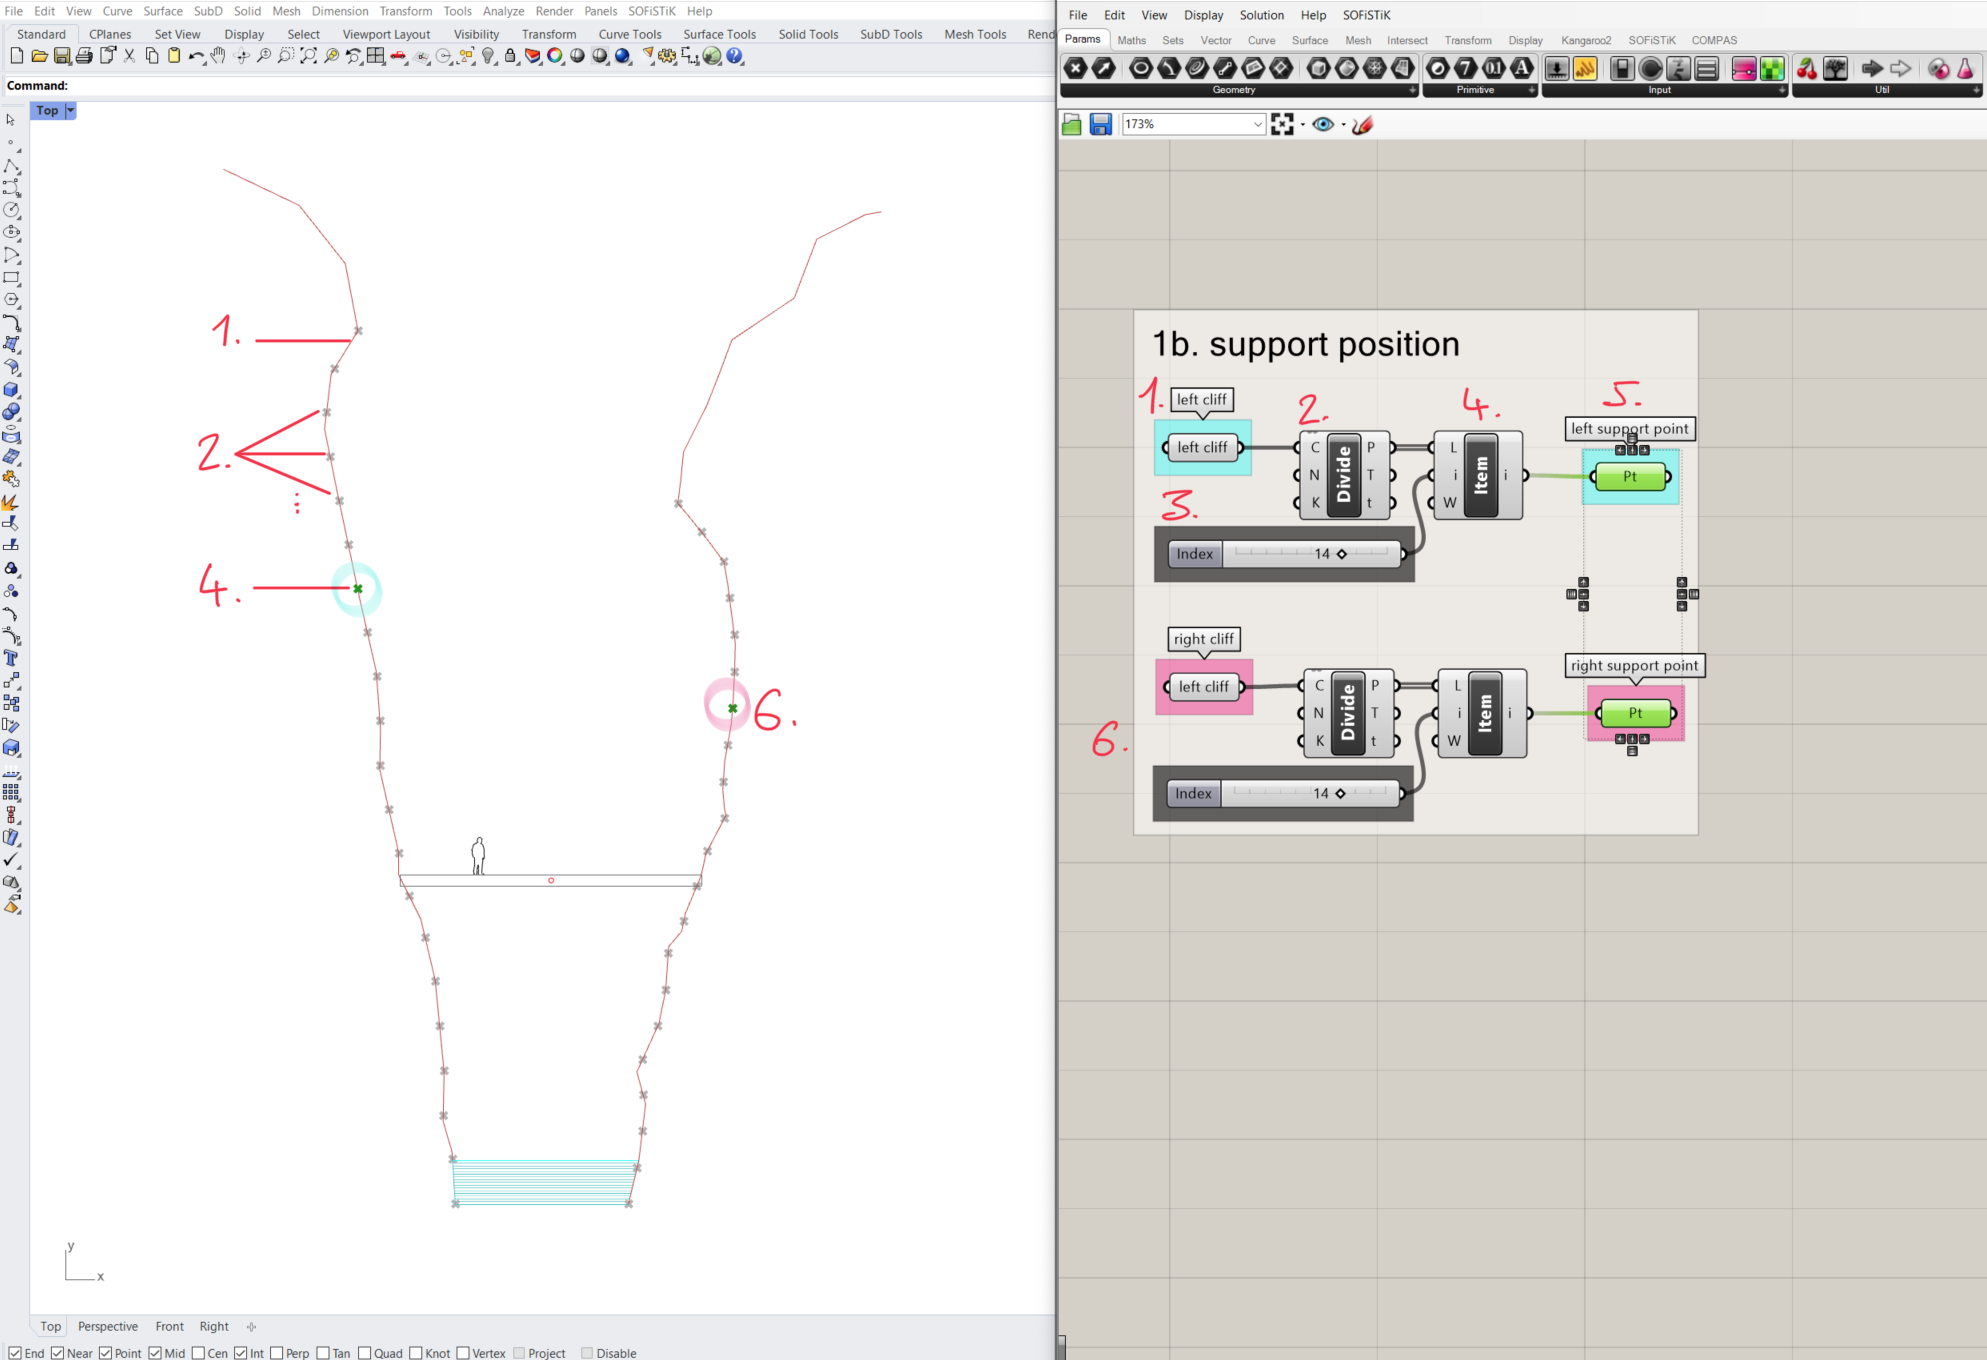 File Edit View Curve Surface SubD Solid Mesh Dimension Transform Tools Analyze Render Panels SOFiSTiK Help
Standard CPlanes Set View Display Select Viewport Layout Visibility Transform Curve Tools Surface Tools Solid Tools SubD Tools Mesh Tools Rend
Command:
Top
1.
2.
4.
6.
y
x
Top Perspective Front Right
End Near Point Mid Cen Int Perp Tan Quad Knot Vertex Project Disable
File Edit View Display Solution Help SOFiSTiK
Params Maths Sets Vector Curve Surface Mesh Intersect Transform Display Kangaroo2 SOFiSTiK COMPAS
Geometry Primitive Input Util
173%
1b. support position
1. left cliff 2. 4. 5.
left support point
left cliff C N K Divide P T t L i W Item i Pt
3.
Index 14
right cliff
right support point
left cliff C N K Divide P T t L i W Item i Pt
6.
Index 14